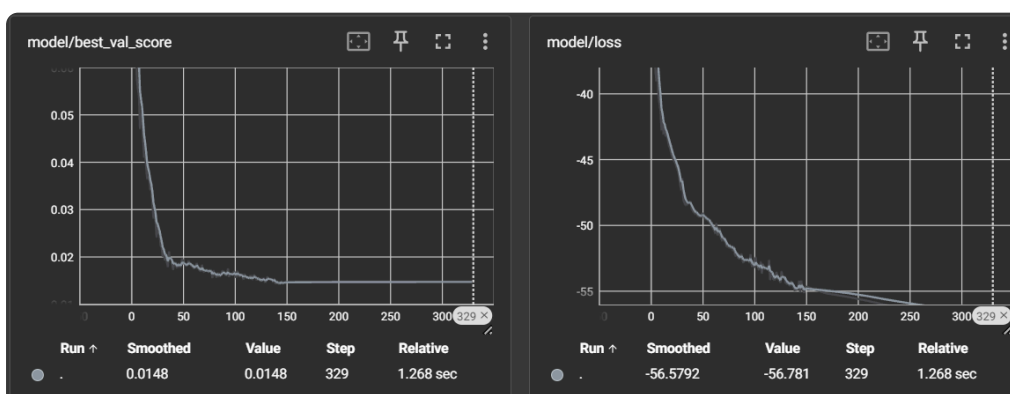 model/best_val_score
0.05
0.04
0.03
0.02
0 0 50 100 150 200 250 300 329 ×
Run ↑ Smoothed Value Step Relative
. 0.0148 0.0148 329 1.268 sec
model/loss
-40
-45
-50
-55
0 0 50 100 150 200 250 300 329 ×
Run ↑ Smoothed Value Step Relative
. -56.5792 -56.781 329 1.268 sec